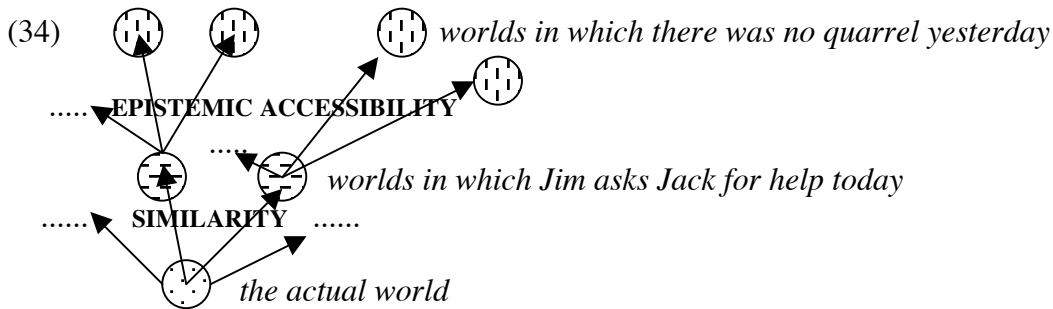 (34) worlds in which there was no quarrel yesterday
..... EPISTEMIC ACCESSIBILITY
.....
worlds in which Jim asks Jack for help today
...... SIMILARITY ......
the actual world